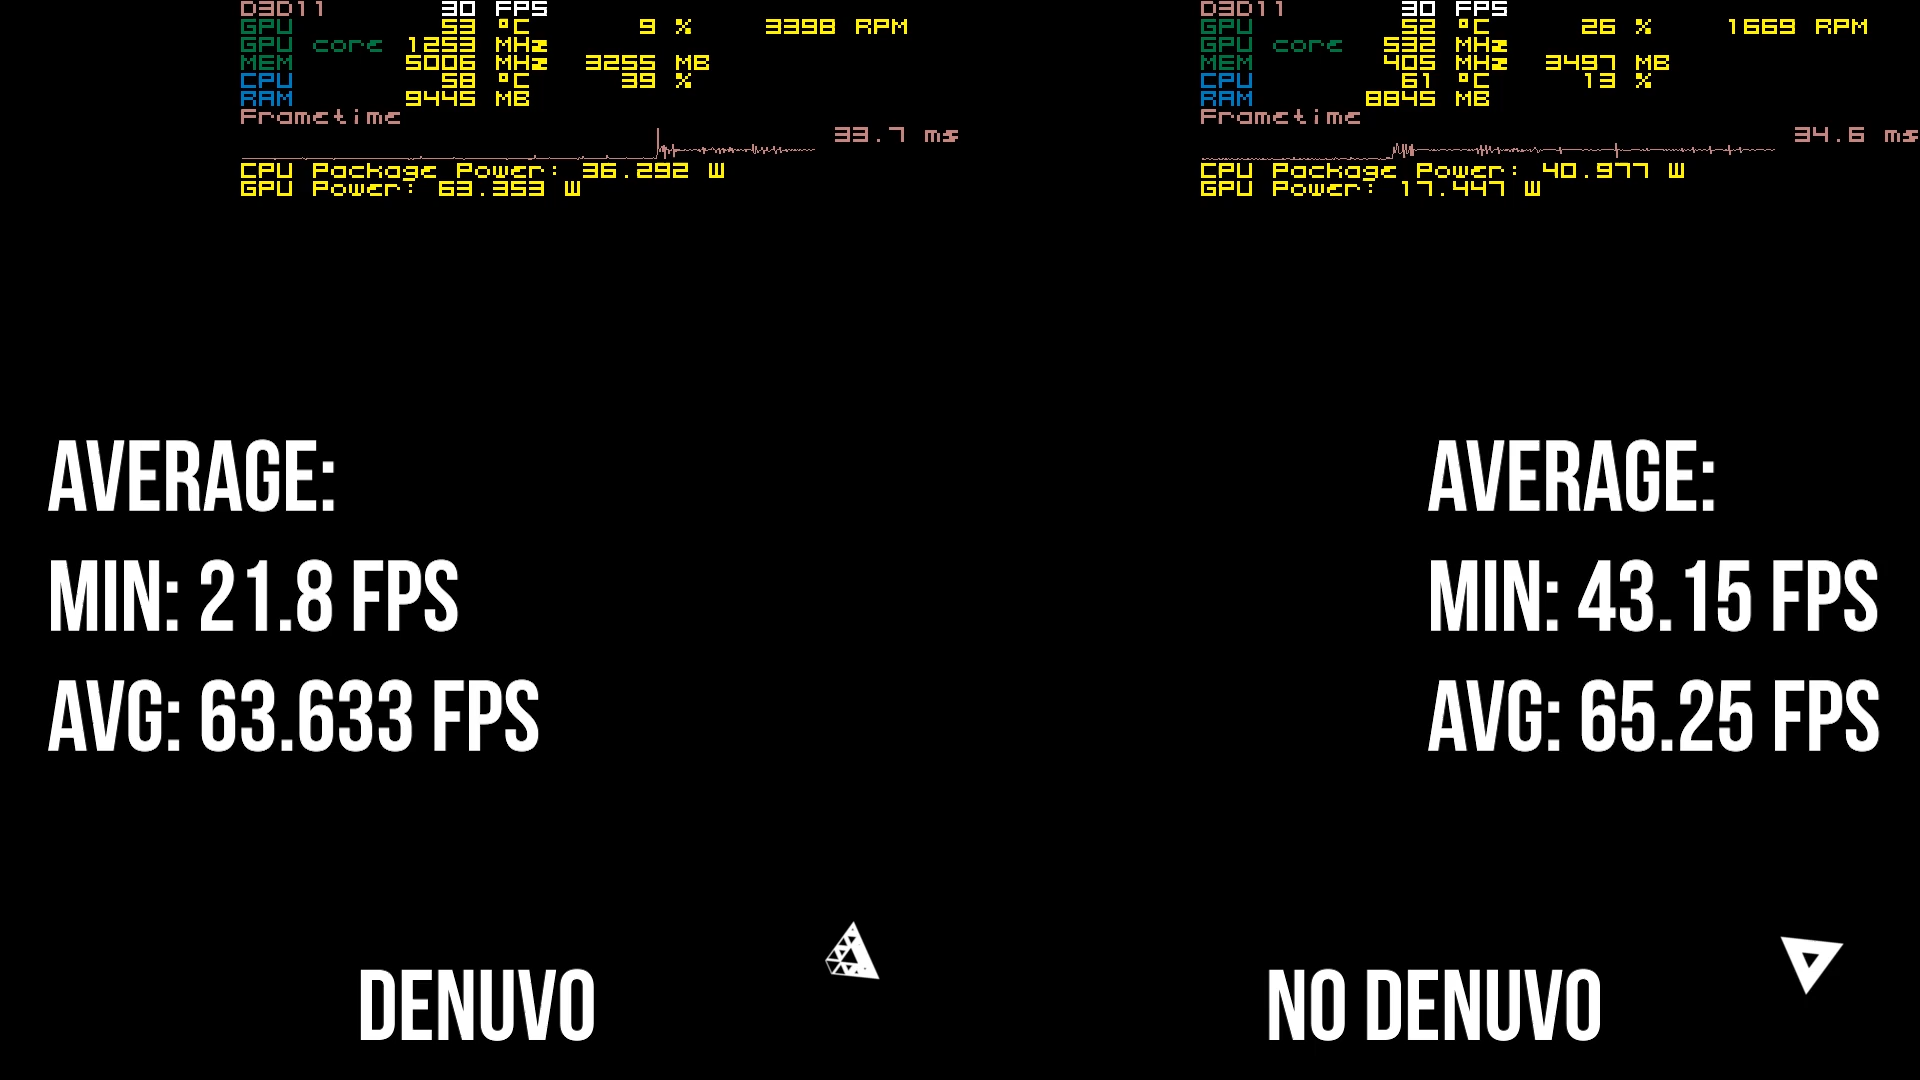 D3D11 30 FPS
GPU 53 °C 9 % 3398 RPM
GPU core 1253 MHz
MEM 5006 MHz 3255 MB
CPU 58 °C 39 %
RAM 9445 MB
Frametime
33.7 ms
CPU Package Power: 36.292 W
GPU Power: 63.353 W
AVERAGE:
MIN: 21.8 FPS
AVG: 63.633 FPS
DENUVO
D3D11 30 FPS
GPU 52 °C 26 % 1669 RPM
GPU core 532 MHz
MEM 405 MHz 3497 MB
CPU 61 °C 13 %
RAM 8845 MB
Frametime
34.6 ms
CPU Package Power: 40.977 W
GPU Power: 17.447 W
AVERAGE:
MIN: 43.15 FPS
AVG: 65.25 FPS
NO DENUVO